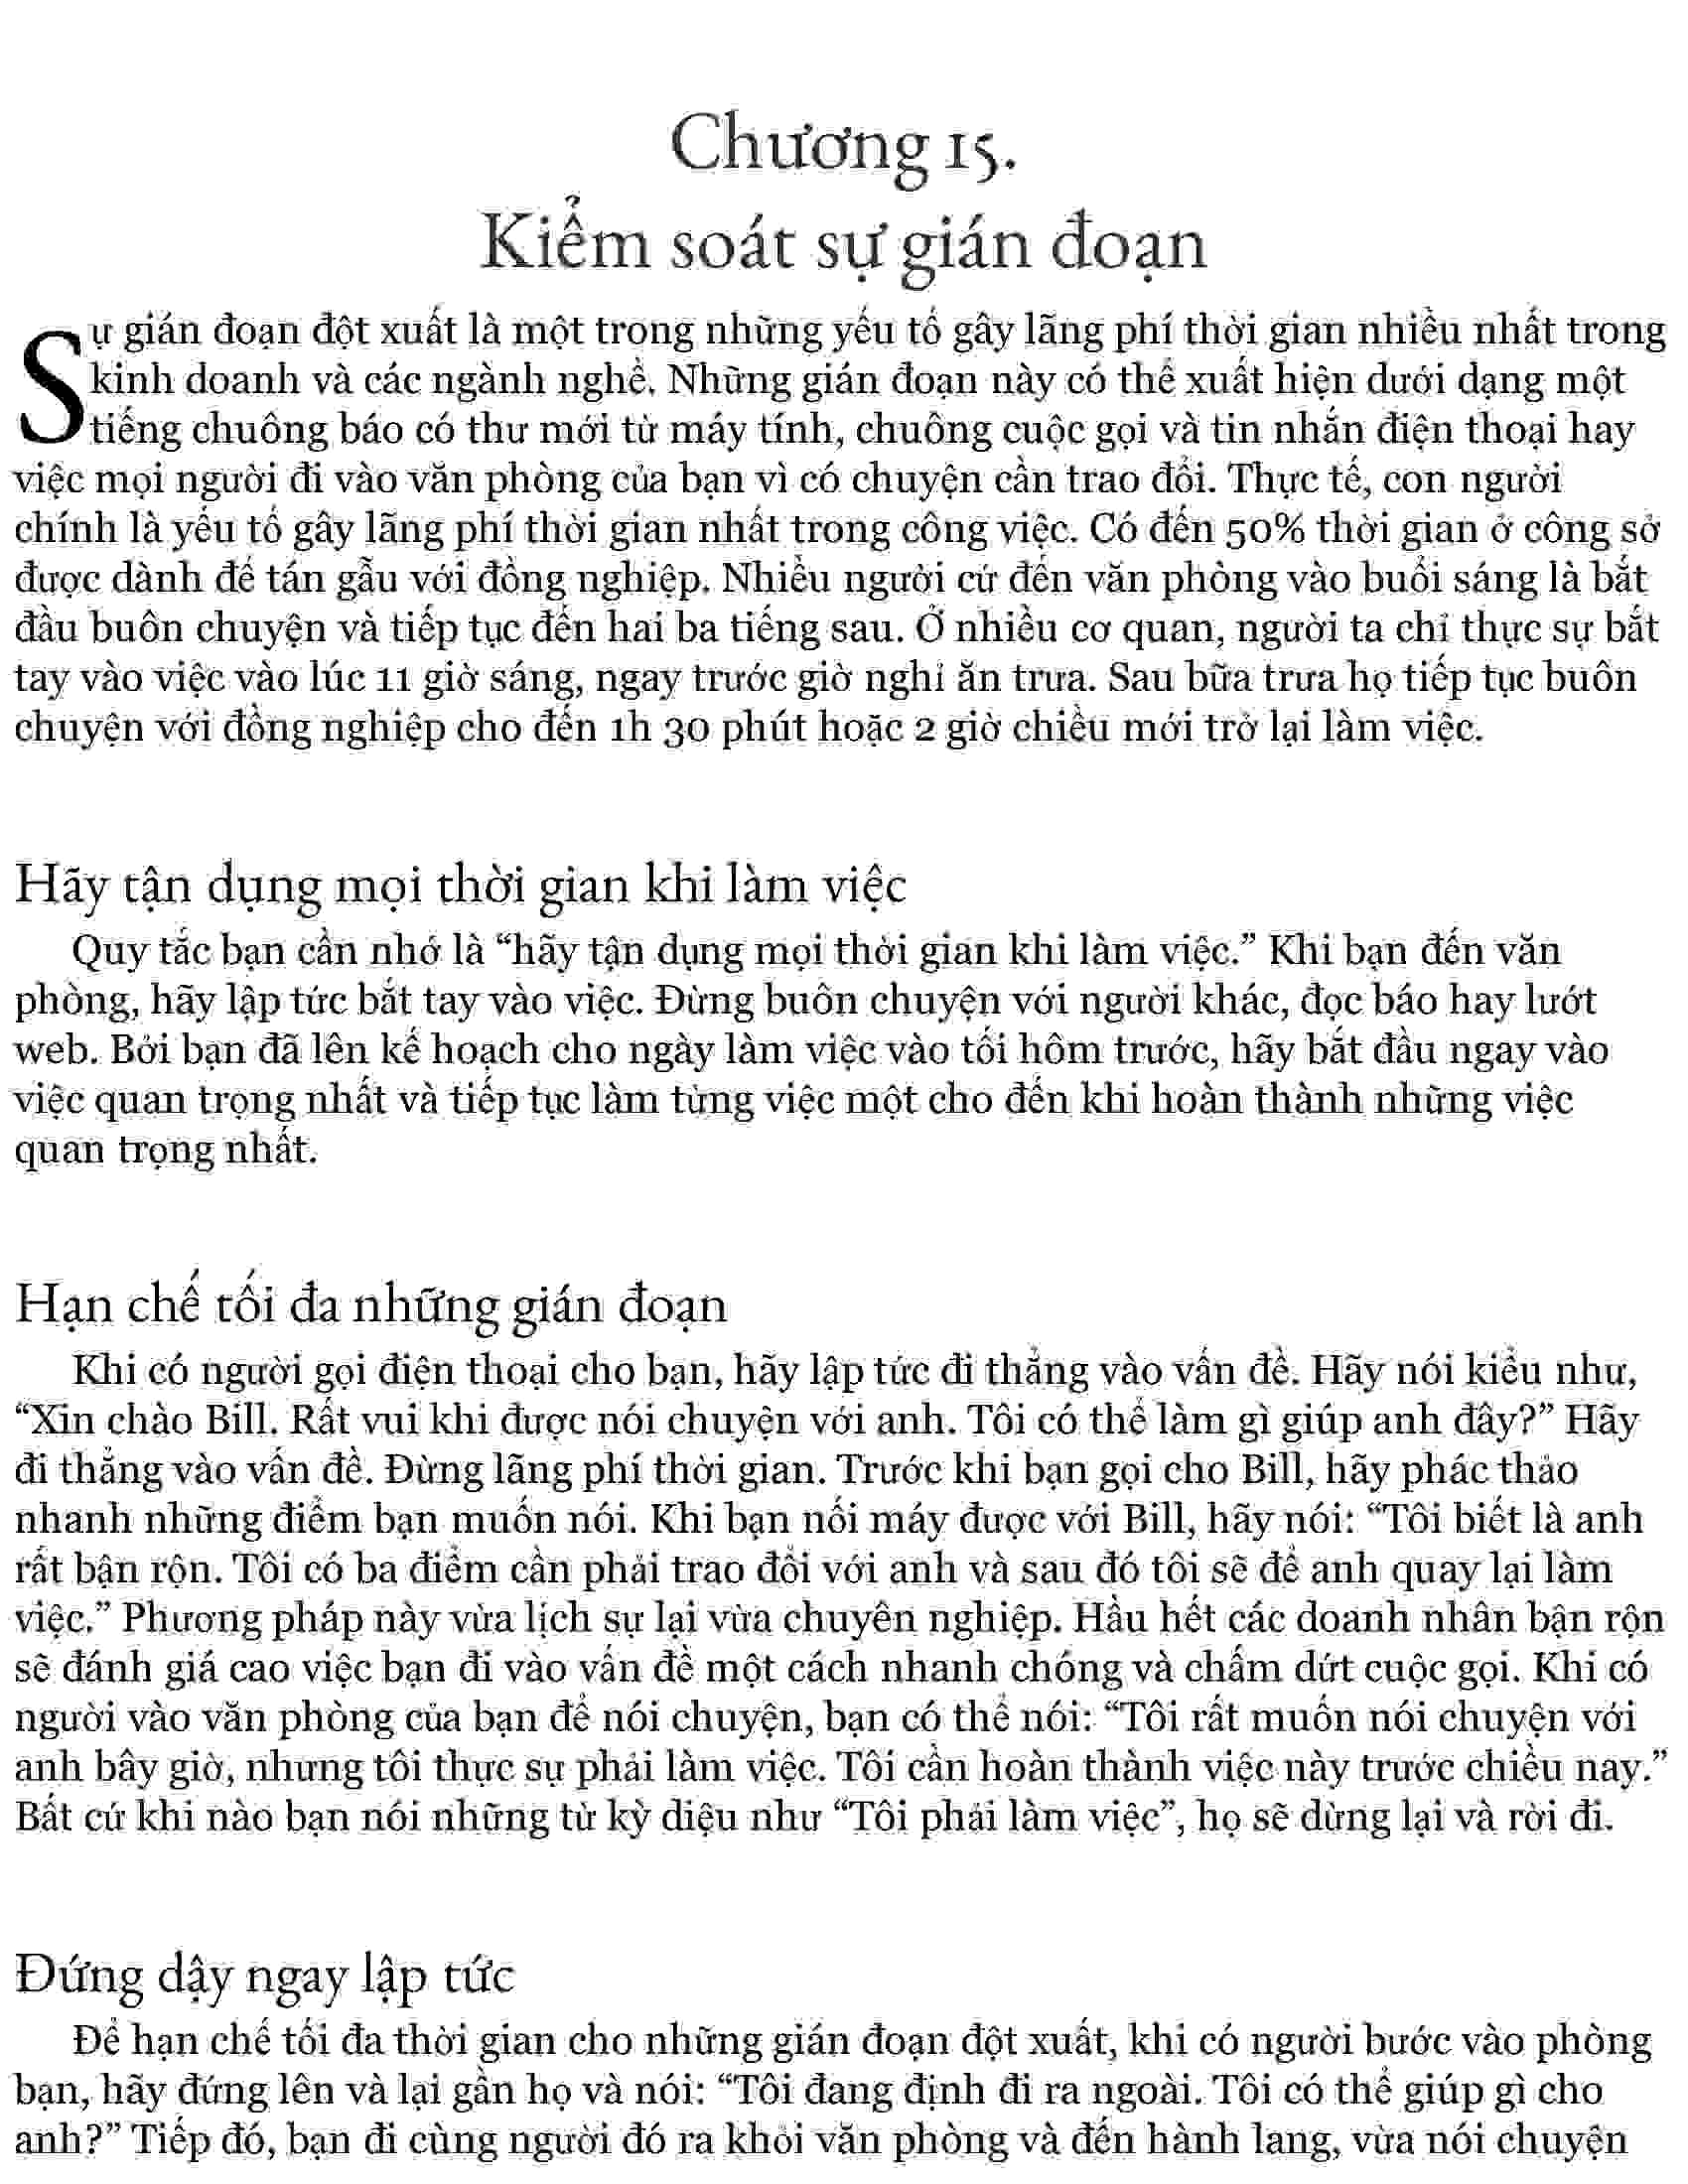 Chương 15.
Kiểm soát sự gián đoạn
Sự gián đoạn đột xuất là một trong những yếu tố gây lãng phí thời gian nhiều nhất trong
kinh doanh và các ngành nghề. Những gián đoạn này có thể xuất hiện dưới dạng một
tiếng chuông báo có thư mới từ máy tính, chuông cuộc gọi và tin nhắn điện thoại hay
việc mọi người đi vào văn phòng của bạn vì có chuyện cần trao đổi. Thực tế, con người
chính là yếu tố gây lãng phí thời gian nhất trong công việc. Có đến 50% thời gian ở công sở
được dành để tán gẫu với đồng nghiệp. Nhiều người cứ đến văn phòng vào buổi sáng là bắt
đầu buôn chuyện và tiếp tục đến hai ba tiếng sau. Ở nhiều cơ quan, người ta chỉ thực sự bắt
tay vào việc vào lúc 11 giờ sáng, ngay trước giờ nghỉ ăn trưa. Sau bữa trưa họ tiếp tục buôn
chuyện với đồng nghiệp cho đến 1h 30 phút hoặc 2 giờ chiều mới trở lại làm việc.
Hãy tận dụng mọi thời gian khi làm việc
Quy tắc bạn cần nhớ là “hãy tận dụng mọi thời gian khi làm việc.” Khi bạn đến văn
phòng, hãy lập tức bắt tay vào việc. Đừng buôn chuyện với người khác, đọc báo hay lướt
web. Bởi bạn đã lên kế hoạch cho ngày làm việc vào tối hôm trước, hãy bắt đầu ngay vào
việc quan trọng nhất và tiếp tục làm từng việc một cho đến khi hoàn thành những việc
quan trọng nhất.
Hạn chế tối đa những gián đoạn
Khi có người gọi điện thoại cho bạn, hãy lập tức đi thẳng vào vấn đề. Hãy nói kiểu như,
“Xin chào Bill. Rất vui khi được nói chuyện với anh. Tôi có thể làm gì giúp anh đây?” Hãy
đi thẳng vào vấn đề. Đừng lãng phí thời gian. Trước khi bạn gọi cho Bill, hãy phác thảo
nhanh những điểm bạn muốn nói. Khi bạn nối máy được với Bill, hãy nói: “Tôi biết là anh
rất bận rộn. Tôi có ba điểm cần phải trao đổi với anh và sau đó tôi sẽ để anh quay lại làm
việc.” Phương pháp này vừa lịch sự lại vừa chuyên nghiệp. Hầu hết các doanh nhân bận rộn
sẽ đánh giá cao việc bạn đi vào vấn đề một cách nhanh chóng và chấm dứt cuộc gọi. Khi có
người vào văn phòng của bạn để nói chuyện, bạn có thể nói: “Tôi rất muốn nói chuyện với
anh bây giờ, nhưng tôi thực sự phải làm việc. Tôi cần hoàn thành việc này trước chiều nay.”
Bất cứ khi nào bạn nói những từ kỳ diệu như “Tôi phải làm việc”, họ sẽ dừng lại và rời đi.
Đứng dậy ngay lập tức
Để hạn chế tối đa thời gian cho những gián đoạn đột xuất, khi có người bước vào phòng
bạn, hãy đứng lên và lại gần họ và nói: “Tôi đang định đi ra ngoài. Tôi có thể giúp gì cho
anh?” Tiếp đó, bạn đi cùng người đó ra khỏi văn phòng và đến hành lang, vừa nói chuyện